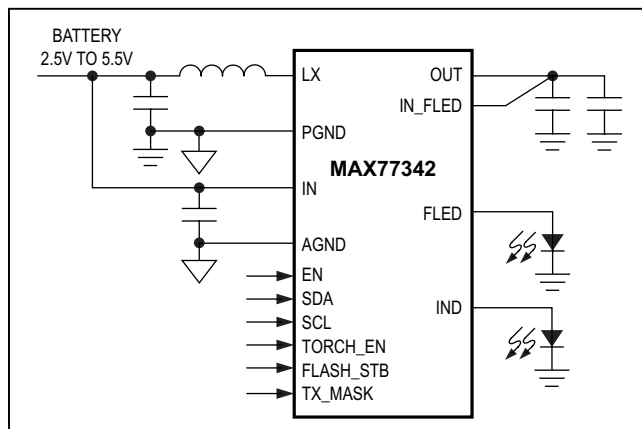 BATTERY
2.5V TO 5.5V
LX
OUT
IN_FLED
PGND
MAX77342
IN
FLED
AGND
EN
SDA
IND
SCL
TORCH_EN
FLASH_STB
TX_MASK